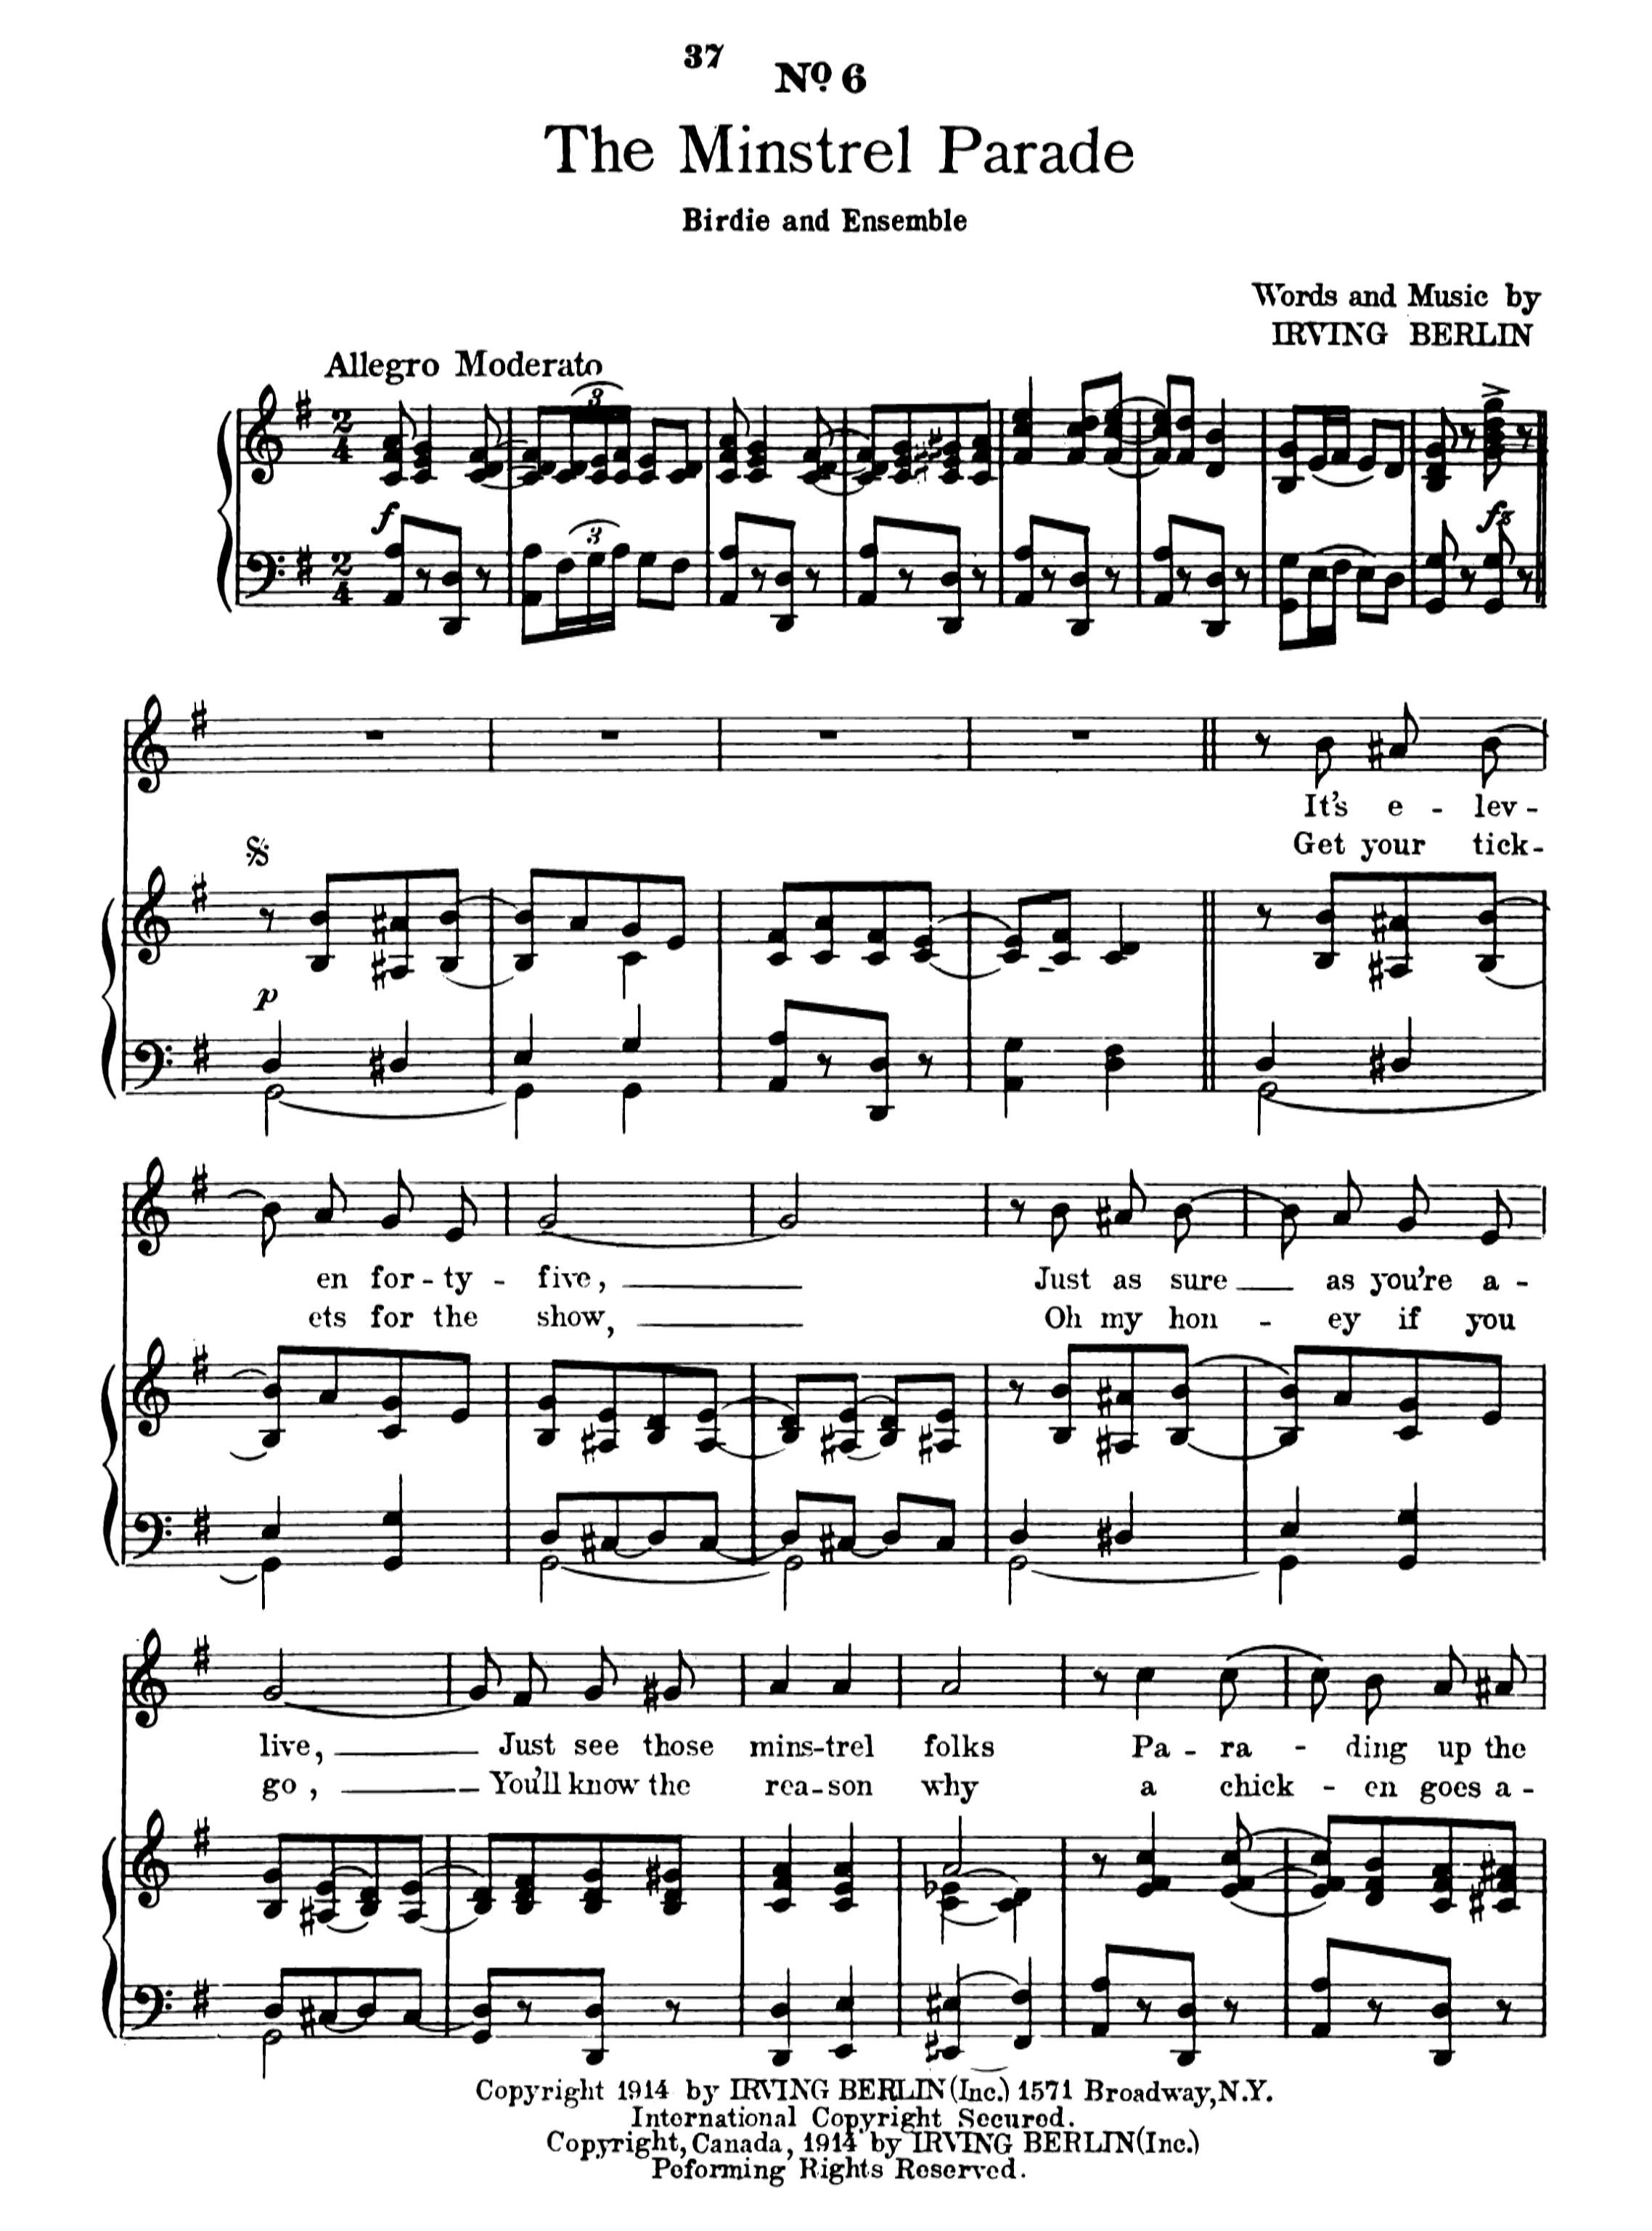 37
No. 6
The Minstrel Parade
Birdie and Ensemble
Words and Music by
IRVING BERLIN
Allegro Moderato
3
2
4
f
fz
3
2
4
It's e - lev -
Get your tick -
p
en for - ty - five, Just as sure as you're a -
ets for the show, Oh my hon - ey if you
live, Just see those mins - trel folks Pa - ra - ding up the
go, You'll know the rea - son why a chick - en goes a -
Copyright 1914 by IRVING BERLIN (Inc.) 1571 Broadway, N.Y.
International Copyright Secured.
Copyright, Canada, 1914 by IRVING BERLIN (Inc.)
Peforming Rights Reserved.